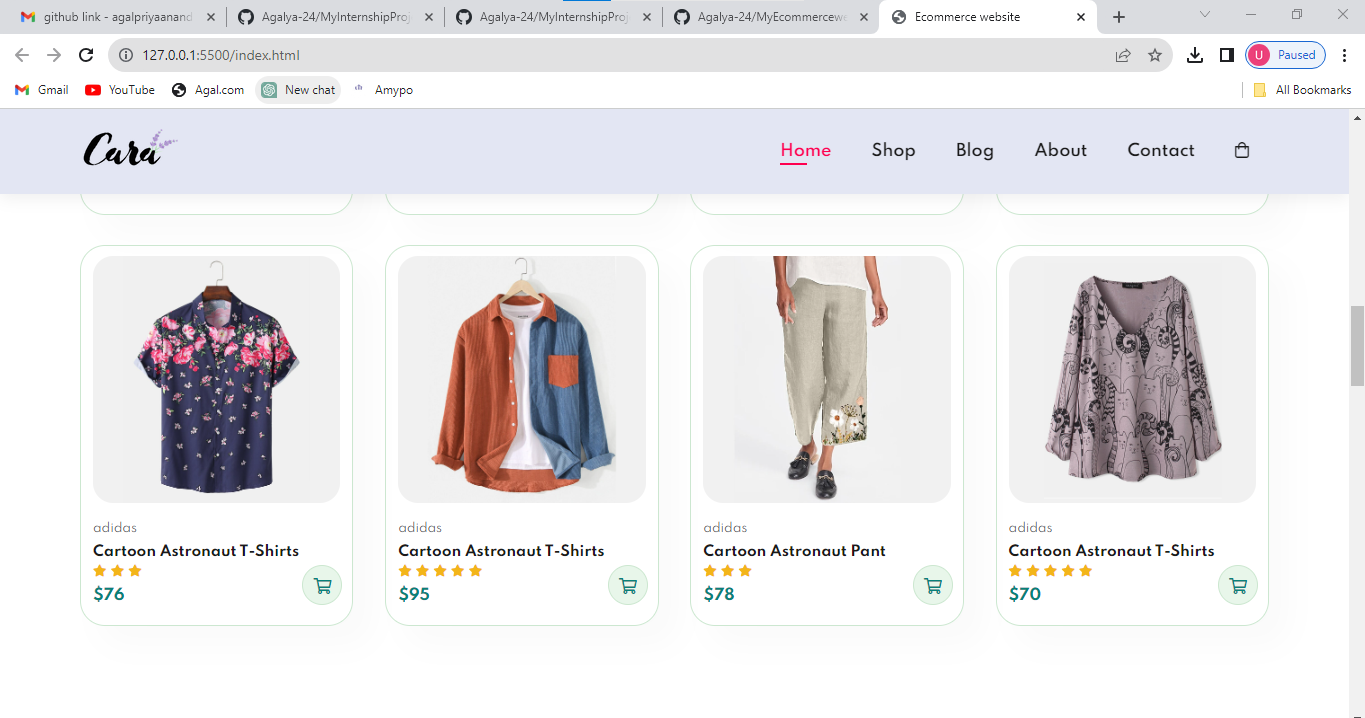 github link - agalpriyaanand
Agalya-24/MyInternshipProj
Agalya-24/MyInternshipProj
Agalya-24/MyEcommercewe
Ecommerce website
127.0.0.1:5500/index.html
U
Paused
Gmail
YouTube
Agal.com
New chat
Amypo
All Bookmarks
Cara
Home
Shop
Blog
About
Contact
adidas
Cartoon Astronaut T-Shirts
$76
adidas
Cartoon Astronaut T-Shirts
$95
adidas
Cartoon Astronaut Pant
$78
adidas
Cartoon Astronaut T-Shirts
$70